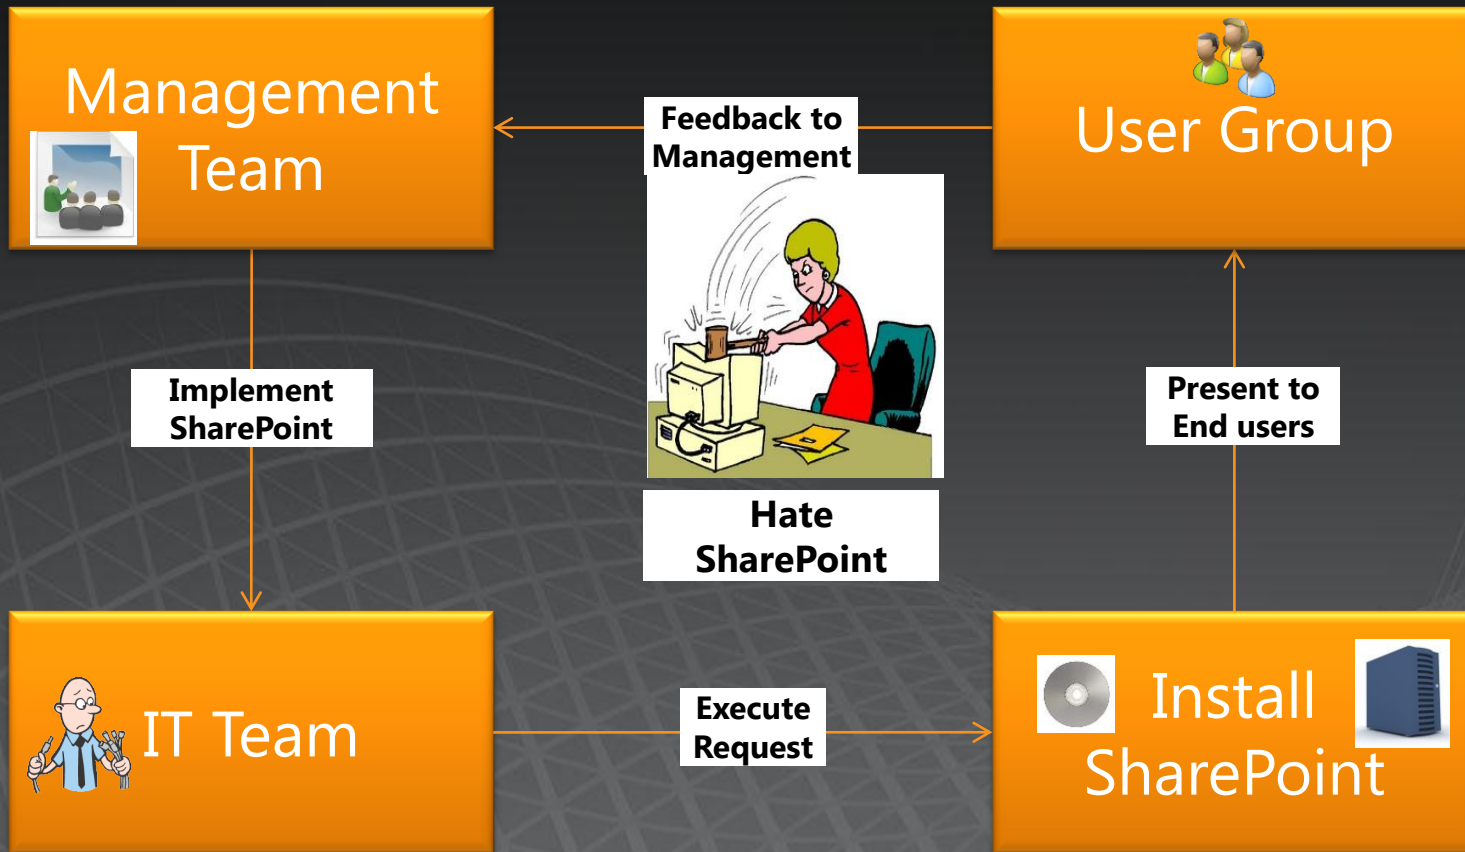 Management
Team
Feedback to
Management
User Group
Implement
SharePoint
Present to
End users
Hate
SharePoint
IT Team
Execute
Request
Install
SharePoint